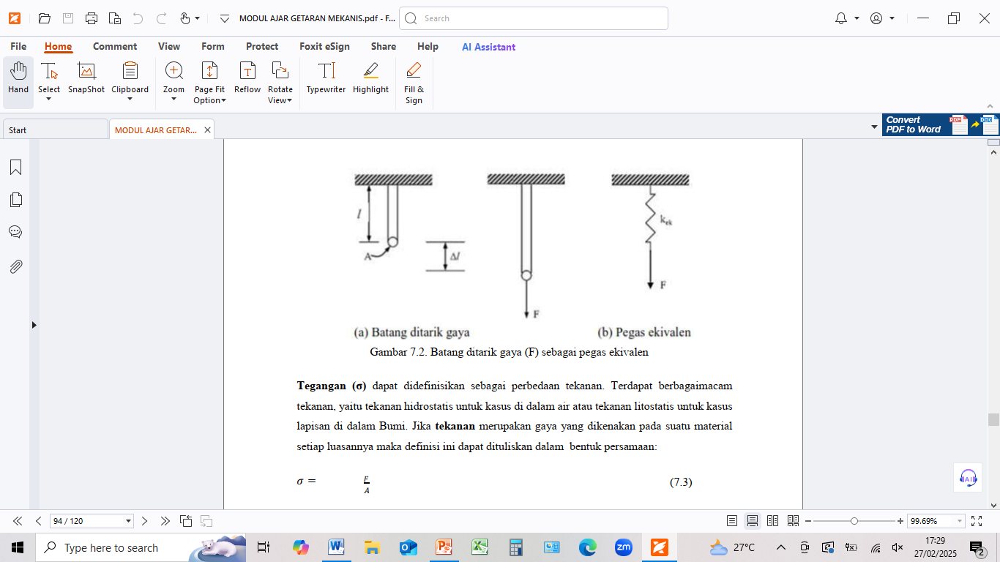 MODUL AJAR GETARAN MEKANIS.pdf - F...
Search
File Home Comment View Form Protect Foxit eSign Share Help AI Assistant
Hand Select SnapShot Clipboard Zoom Page Fit Option Reflow Rotate View Typewriter Highlight Fill & Sign
Start
MODUL AJAR GETAR...
Convert PDF to Word
PDF DOC
l
A
Δl
F
kek
F
(a) Batang ditarik gaya
(b) Pegas ekivalen
Gambar 7.2. Batang ditarik gaya (F) sebagai pegas ekivalen
Tegangan (σ) dapat didefinisikan sebagai perbedaan tekanan. Terdapat berbagaimacam
tekanan, yaitu tekanan hidrostatis untuk kasus di dalam air atau tekanan litostatis untuk kasus
lapisan di dalam Bumi. Jika tekanan merupakan gaya yang dikenakan pada suatu material
setiap luasannya maka definisi ini dapat dituliskan dalam bentuk persamaan:
σ = F/A (7.3)
AI
94 / 120
99.69%
Type here to search
W
P
X
zm
27°C
17:29
27/02/2025
2